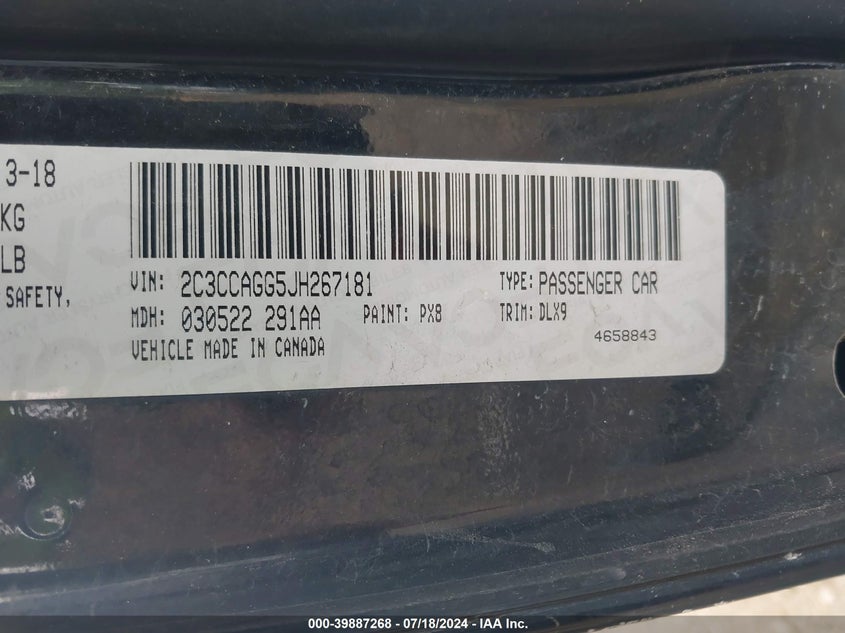 3-18
KG
LB
SAFETY,
VIN: 2C3CCAGG5JH267181 TYPE: PASSENGER CAR
MDH: 030522 291AA PAINT: PX8 TRIM: DLX9
VEHICLE MADE IN CANADA 4658843
000-39887268 - 07/18/2024 - IAA Inc.